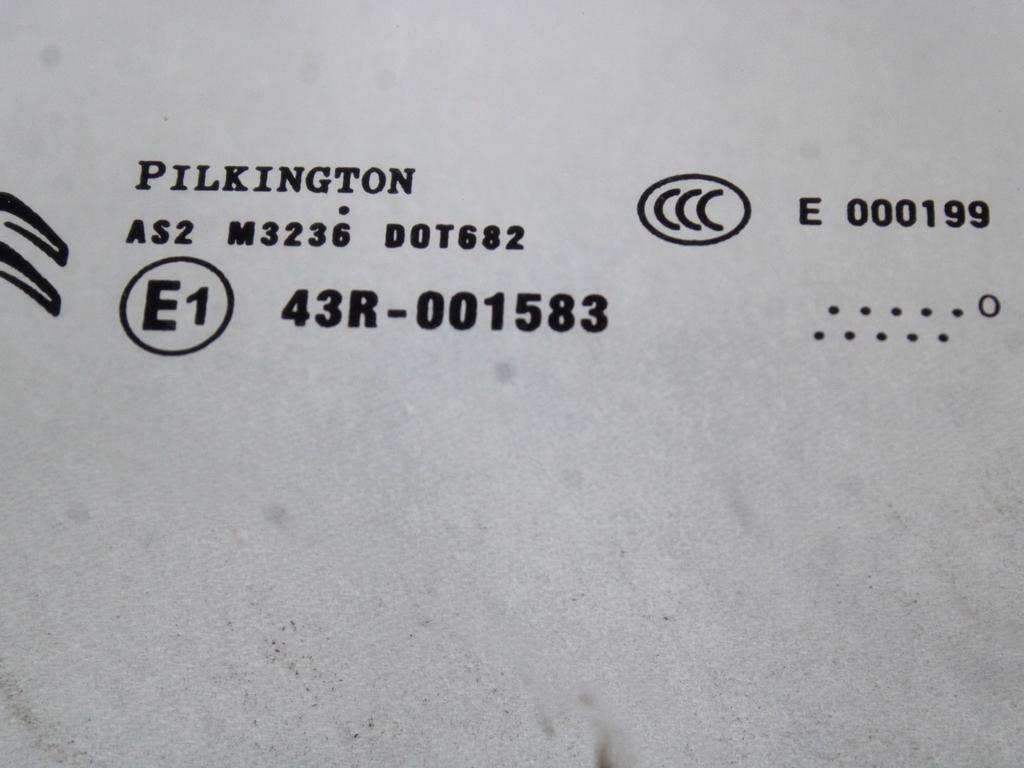 PILKINGTON
AS2 M3236 DOT682
E1 43R-001583
CCC E 000199